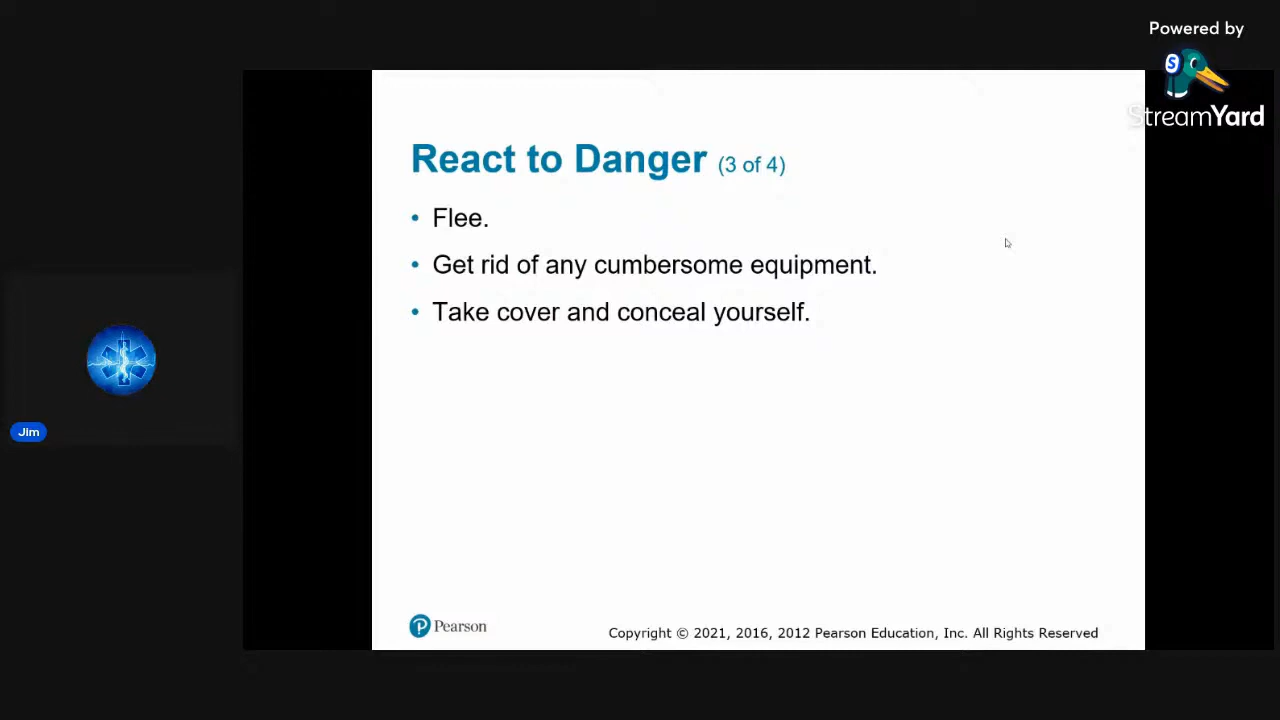 Powered by
StreamYard
React to Danger (3 of 4)
• Flee.
• Get rid of any cumbersome equipment.
• Take cover and conceal yourself.
Jim
Pearson
Copyright © 2021, 2016, 2012 Pearson Education, Inc. All Rights Reserved